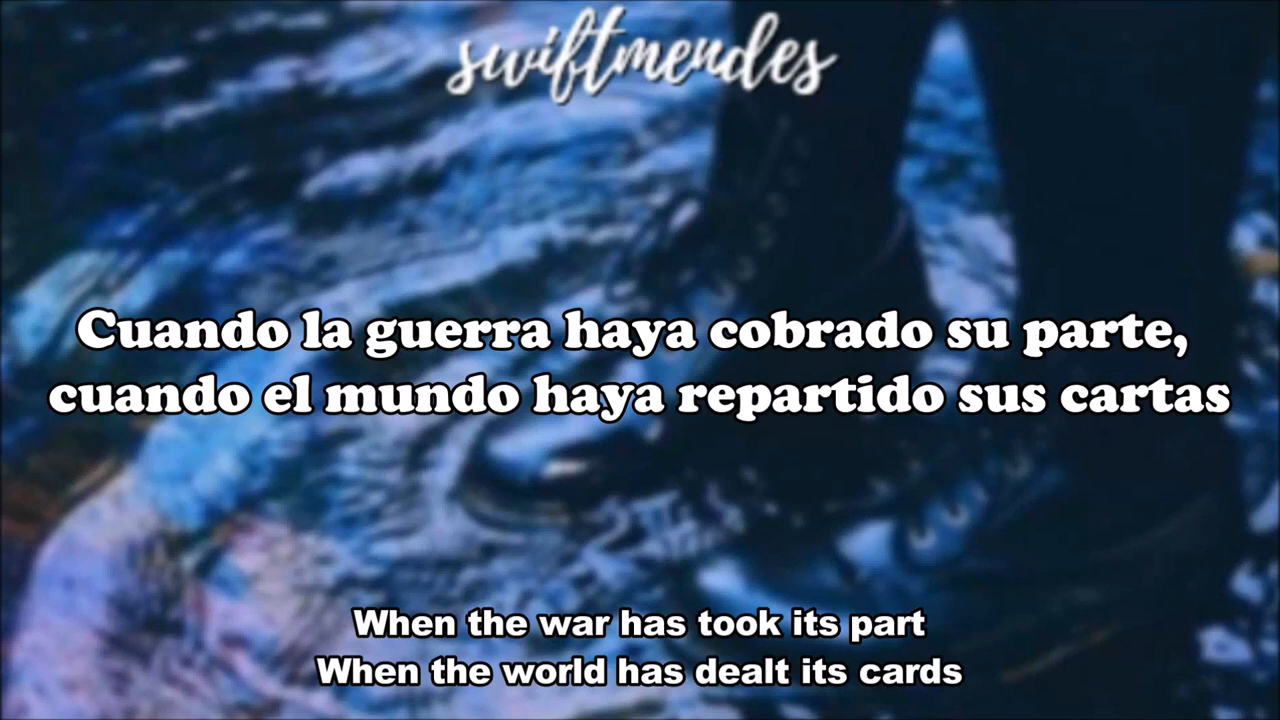 swiftmendes
Cuando la guerra haya cobrado su parte,
cuando el mundo haya repartido sus cartas
When the war has took its part
When the world has dealt its cards